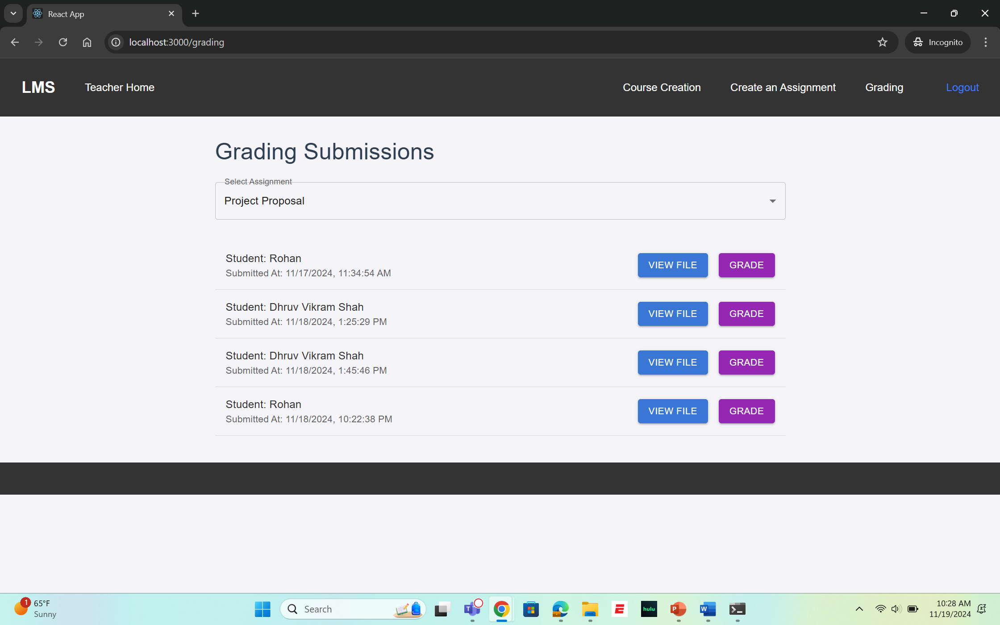 React App
localhost:3000/grading
Incognito
LMS
Teacher Home
Course Creation
Create an Assignment
Grading
Logout
Grading Submissions
Select Assignment
Project Proposal
Student: Rohan
Submitted At: 11/17/2024, 11:34:54 AM
VIEW FILE
GRADE
Student: Dhruv Vikram Shah
Submitted At: 11/18/2024, 1:25:29 PM
VIEW FILE
GRADE
Student: Dhruv Vikram Shah
Submitted At: 11/18/2024, 1:45:46 PM
VIEW FILE
GRADE
Student: Rohan
Submitted At: 11/18/2024, 10:22:38 PM
VIEW FILE
GRADE
1
65°F
Sunny
Search
T
E
hulu
P
W
10:28 AM
11/19/2024